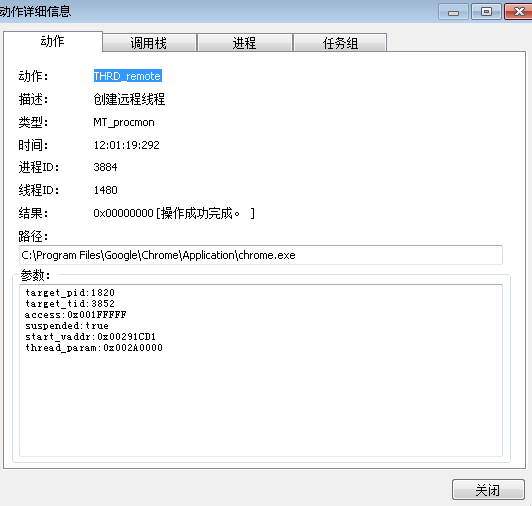 动作详细信息
动作 调用栈 进程 任务组
动作： THRD_remote
描述： 创建远程线程
类型： MT_procmon
时间： 12:01:19:292
进程ID： 3884
线程ID： 1480
结果： 0x00000000 [操作成功完成。 ]
路径：
C:\Program Files\Google\Chrome\Application\chrome.exe
参数：
target_pid:1820
target_tid:3852
access:0x001FFFFF
suspended:true
start_vaddr:0x00291CD1
thread_param:0x002A0000
关闭